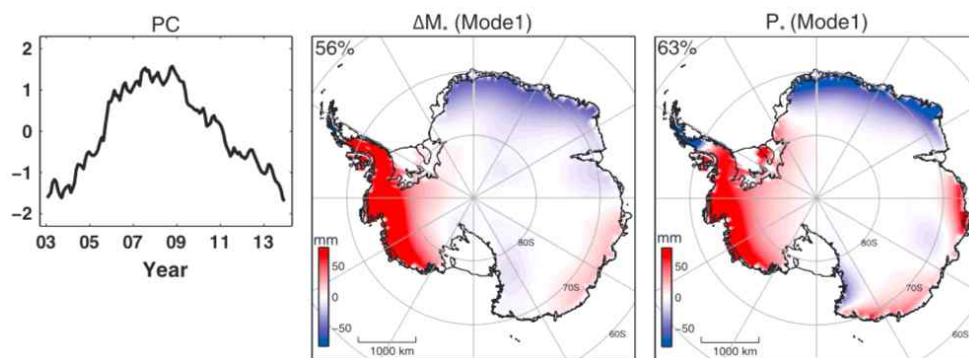 PC
2
1
0
−1
−2
03 05 07 09 11 13
Year
ΔM* (Mode1)
56%
mm
50
0
−50
1000 km
80S
70S
60S
P* (Mode1)
63%
mm
50
0
−50
1000 km
80S
70S
60S